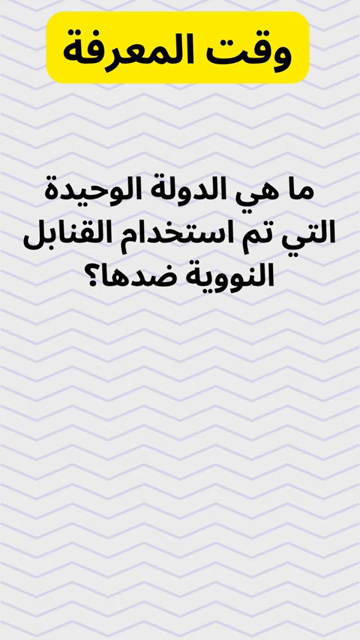 وقت المعرفة
ما هي الدولة الوحيدة
التي تم استخدام القنابل
النووية ضدها؟